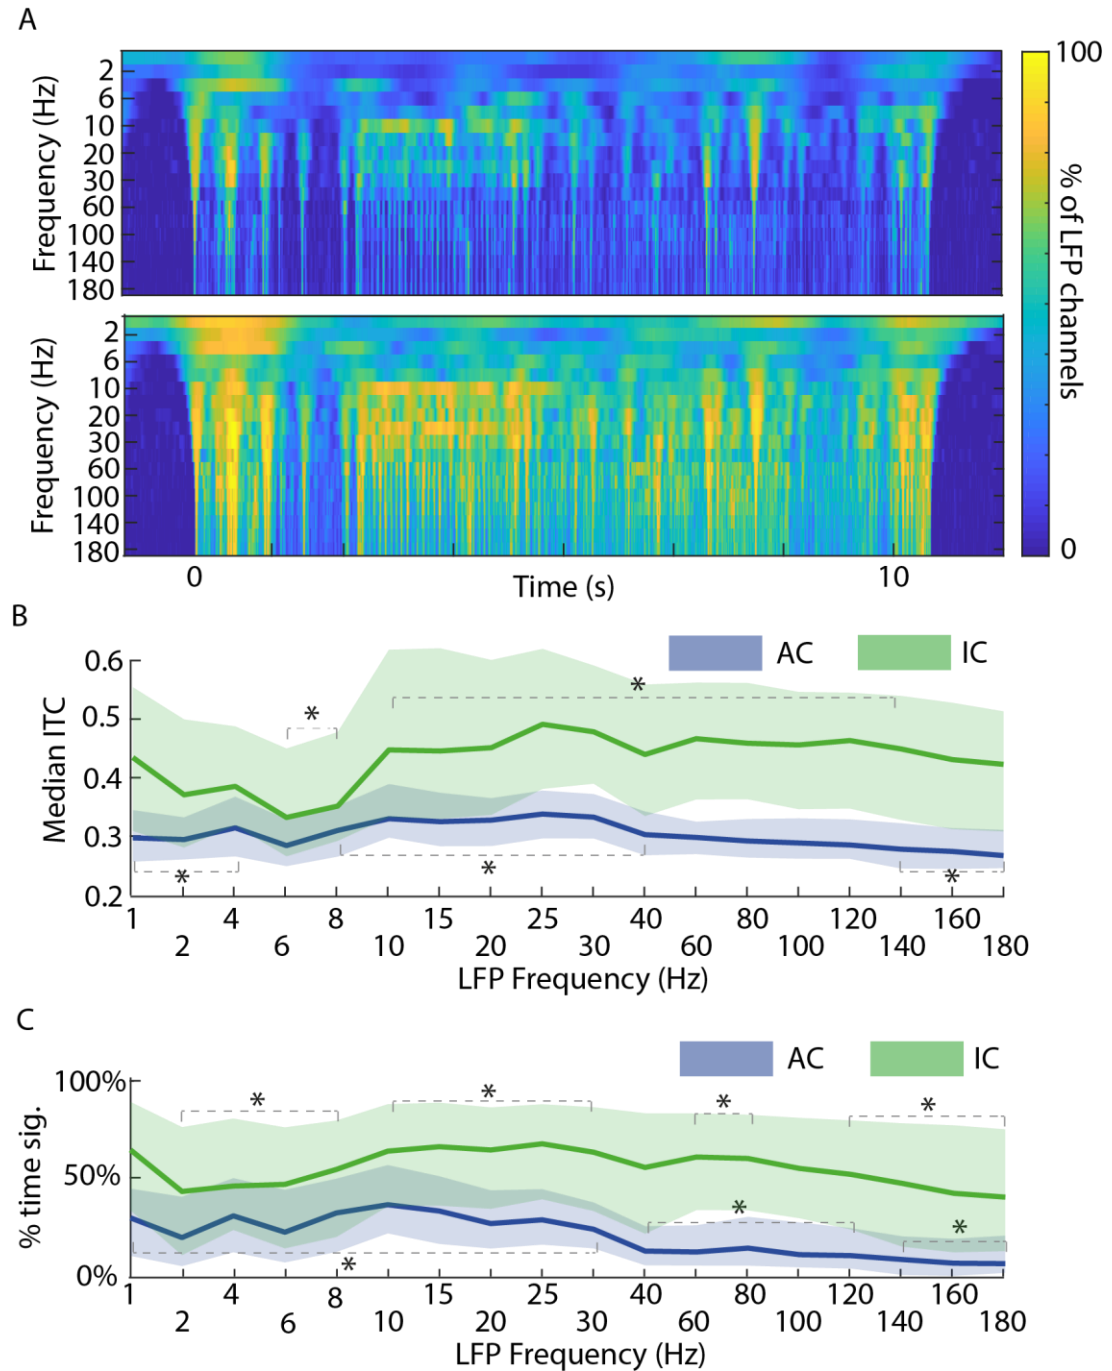 A
Frequency (Hz)
2
6
10
20
30
60
100
140
180
100
% of LFP channels
0
Frequency (Hz)
2
6
10
20
30
60
100
140
180
0
Time (s)
10
B
AC
IC
Median ITC
0.6
0.5
0.4
0.3
0.2
*
*
*
*
*
1 4 8 15 25 40 80 120 160
2 6 10 20 30 60 100 140 180
LFP Frequency (Hz)
C
AC
IC
% time sig.
100%
50%
0%
*
*
*
*
*
*
*
1 4 8 15 25 40 80 120 160
2 6 10 20 30 60 100 140 180
LFP Frequency (Hz)